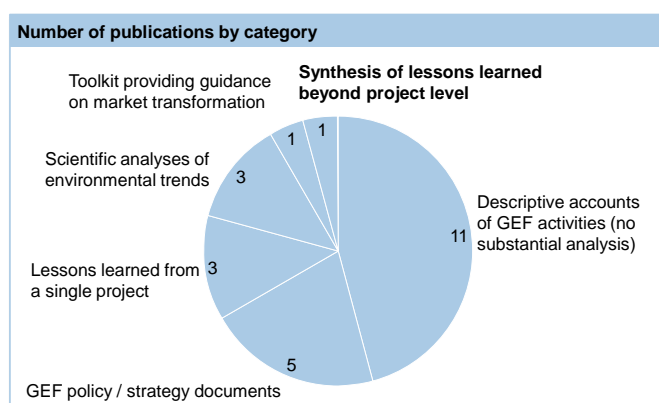 Number of publications by category
Toolkit providing guidance
on market transformation
Synthesis of lessons learned
beyond project level
1
1
Scientific analyses of
environmental trends
3
Descriptive accounts
of GEF activities (no
substantial analysis)
11
Lessons learned from
a single project
3
5
GEF policy / strategy documents